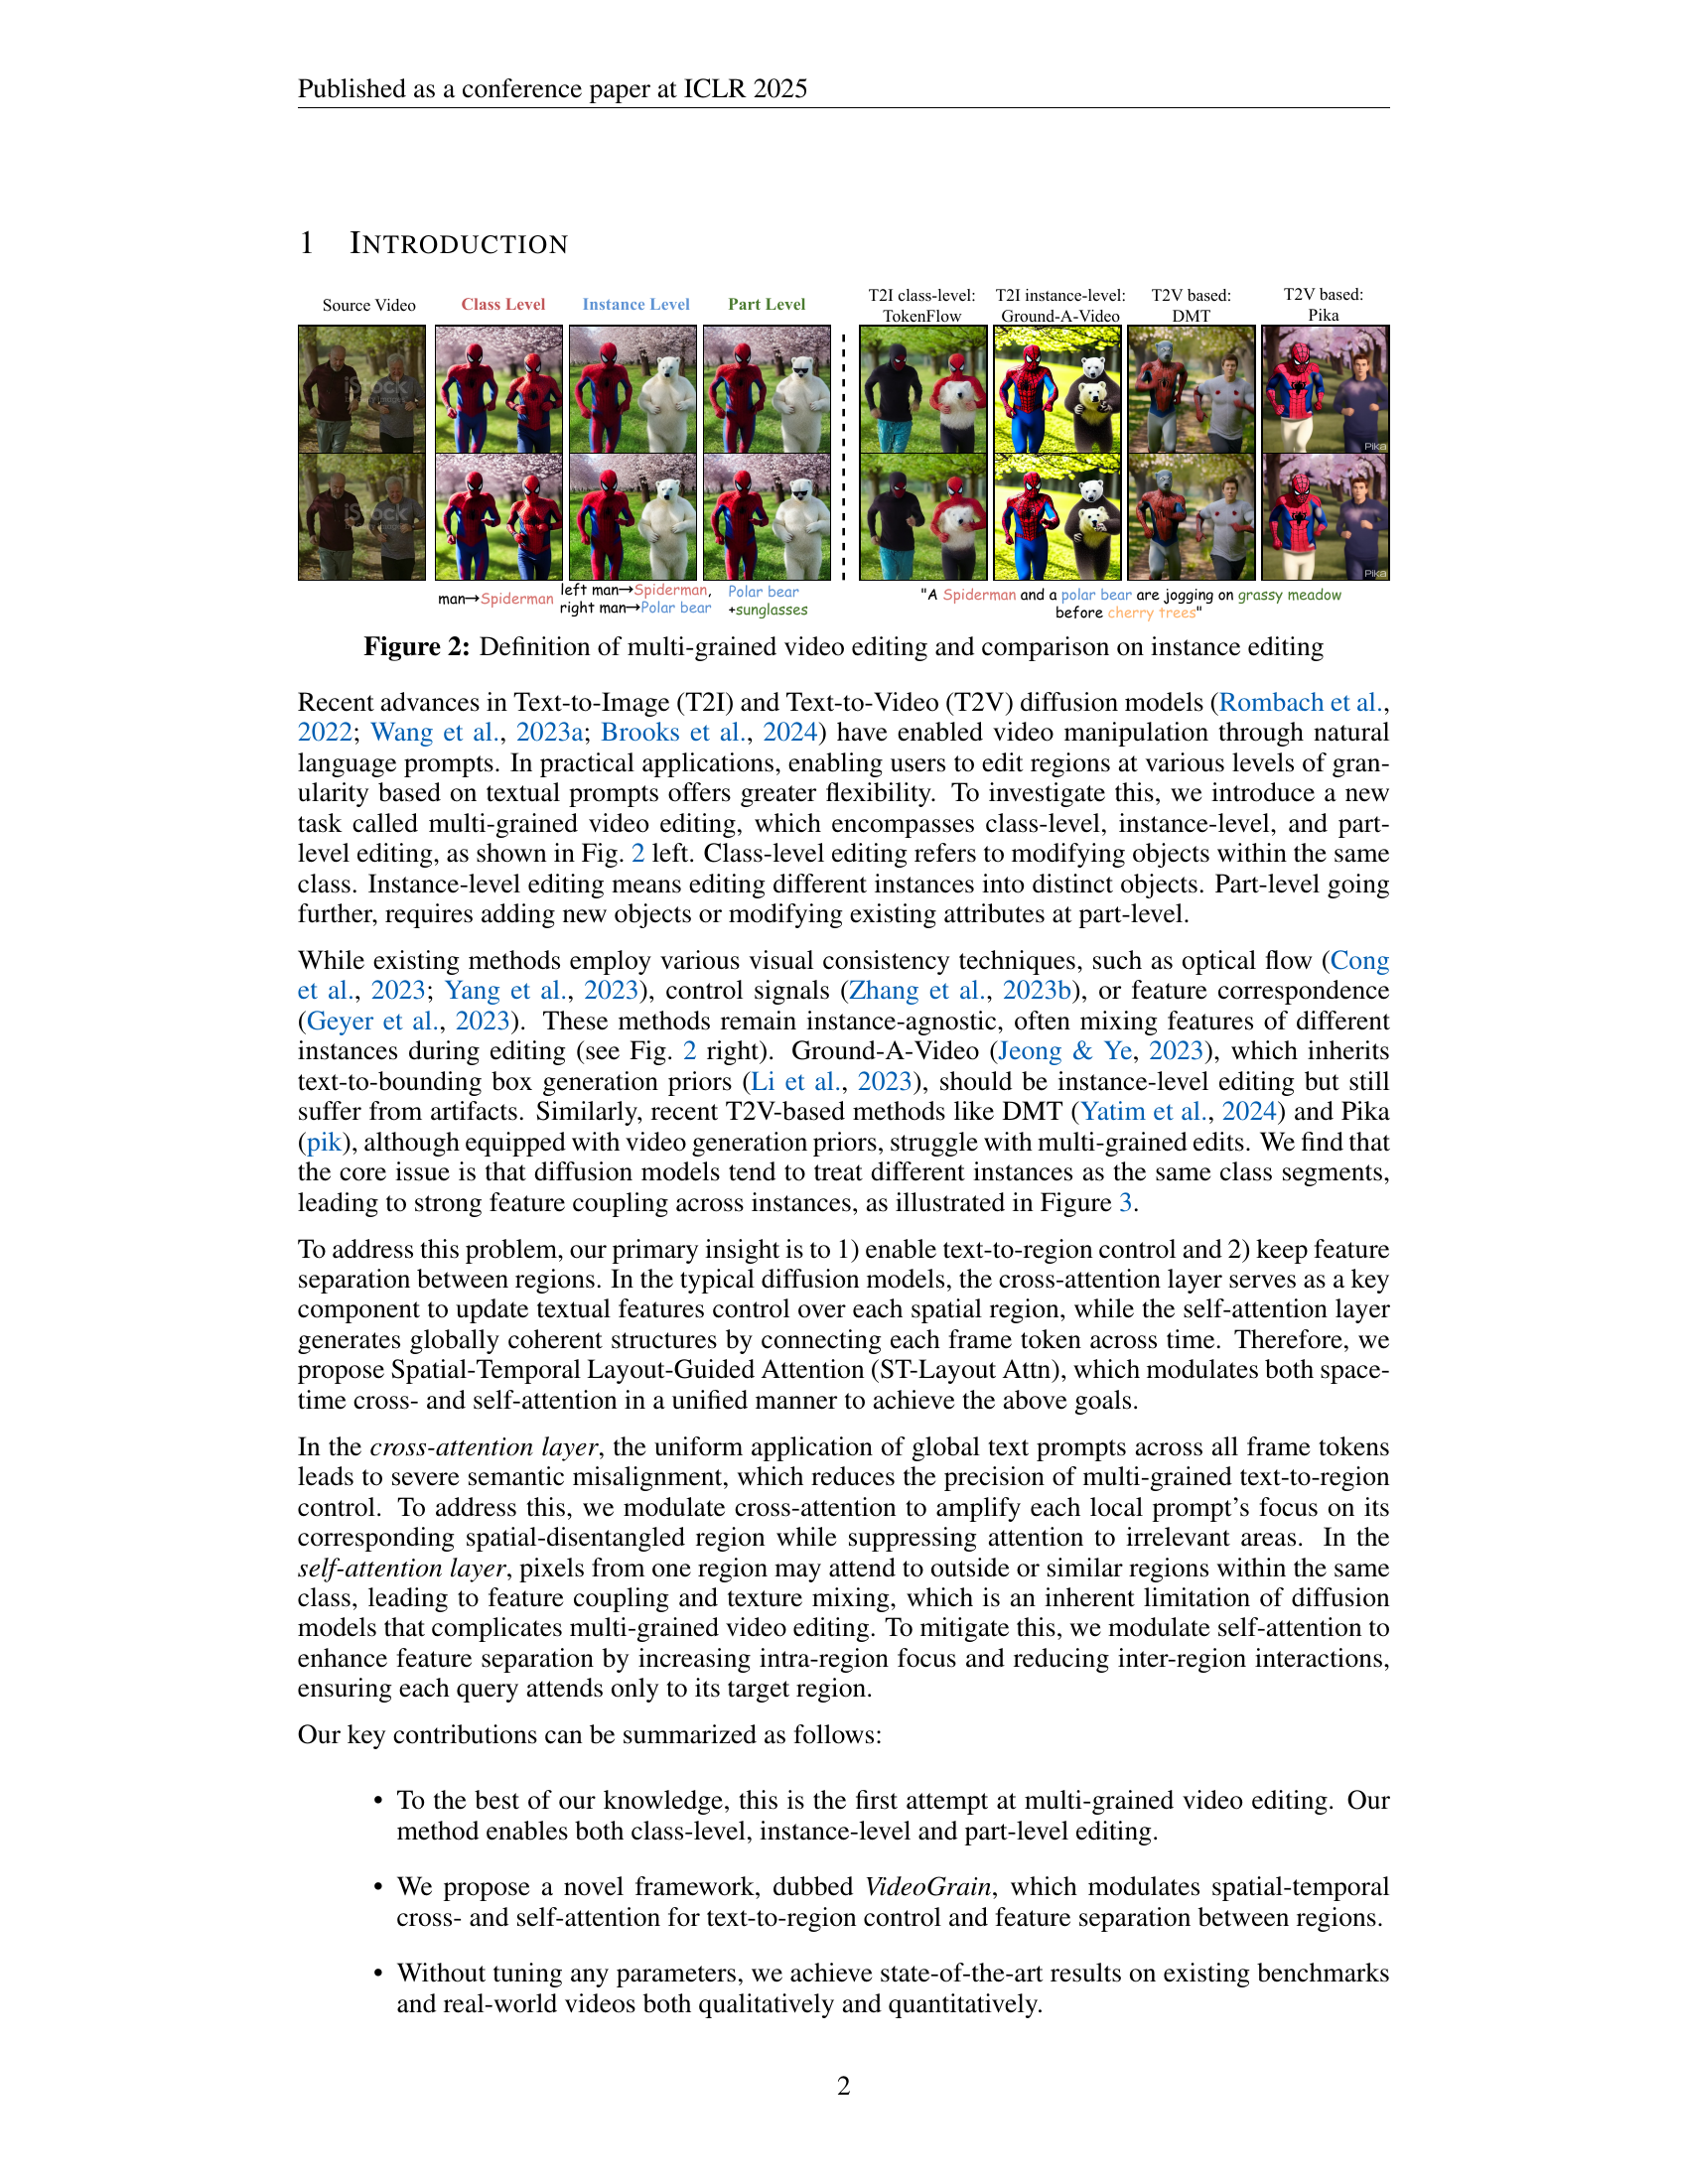 Published as a conference paper at ICLR 2025
1 INTRODUCTION
Source Video
Class Level
Instance Level
Part Level
T2I class-level:
TokenFlow
T2I instance-level:
Ground-A-Video
T2V based:
DMT
T2V based:
Pika
iStock
iStock
Pika
Pika
man→Spiderman
left man→Spiderman,
right man→Polar bear
Polar bear
+sunglasses
"A Spiderman and a polar bear are jogging on grassy meadow
before cherry trees"
Figure 2: Definition of multi-grained video editing and comparison on instance editing
Recent advances in Text-to-Image (T2I) and Text-to-Video (T2V) diffusion models (Rombach et al.,
2022; Wang et al., 2023a; Brooks et al., 2024) have enabled video manipulation through natural
language prompts. In practical applications, enabling users to edit regions at various levels of gran-
ularity based on textual prompts offers greater flexibility. To investigate this, we introduce a new
task called multi-grained video editing, which encompasses class-level, instance-level, and part-
level editing, as shown in Fig. 2 left. Class-level editing refers to modifying objects within the same
class. Instance-level editing means editing different instances into distinct objects. Part-level going
further, requires adding new objects or modifying existing attributes at part-level.
While existing methods employ various visual consistency techniques, such as optical flow (Cong
et al., 2023; Yang et al., 2023), control signals (Zhang et al., 2023b), or feature correspondence
(Geyer et al., 2023). These methods remain instance-agnostic, often mixing features of different
instances during editing (see Fig. 2 right). Ground-A-Video (Jeong & Ye, 2023), which inherits
text-to-bounding box generation priors (Li et al., 2023), should be instance-level editing but still
suffer from artifacts. Similarly, recent T2V-based methods like DMT (Yatim et al., 2024) and Pika
(pik), although equipped with video generation priors, struggle with multi-grained edits. We find that
the core issue is that diffusion models tend to treat different instances as the same class segments,
leading to strong feature coupling across instances, as illustrated in Figure 3.
To address this problem, our primary insight is to 1) enable text-to-region control and 2) keep feature
separation between regions. In the typical diffusion models, the cross-attention layer serves as a key
component to update textual features control over each spatial region, while the self-attention layer
generates globally coherent structures by connecting each frame token across time. Therefore, we
propose Spatial-Temporal Layout-Guided Attention (ST-Layout Attn), which modulates both space-
time cross- and self-attention in a unified manner to achieve the above goals.
In the cross-attention layer, the uniform application of global text prompts across all frame tokens
leads to severe semantic misalignment, which reduces the precision of multi-grained text-to-region
control. To address this, we modulate cross-attention to amplify each local prompt's focus on its
corresponding spatial-disentangled region while suppressing attention to irrelevant areas. In the
self-attention layer, pixels from one region may attend to outside or similar regions within the same
class, leading to feature coupling and texture mixing, which is an inherent limitation of diffusion
models that complicates multi-grained video editing. To mitigate this, we modulate self-attention to
enhance feature separation by increasing intra-region focus and reducing inter-region interactions,
ensuring each query attends only to its target region.
Our key contributions can be summarized as follows:
• To the best of our knowledge, this is the first attempt at multi-grained video editing. Our
method enables both class-level, instance-level and part-level editing.
• We propose a novel framework, dubbed VideoGrain, which modulates spatial-temporal
cross- and self-attention for text-to-region control and feature separation between regions.
• Without tuning any parameters, we achieve state-of-the-art results on existing benchmarks
and real-world videos both qualitatively and quantitatively.
2